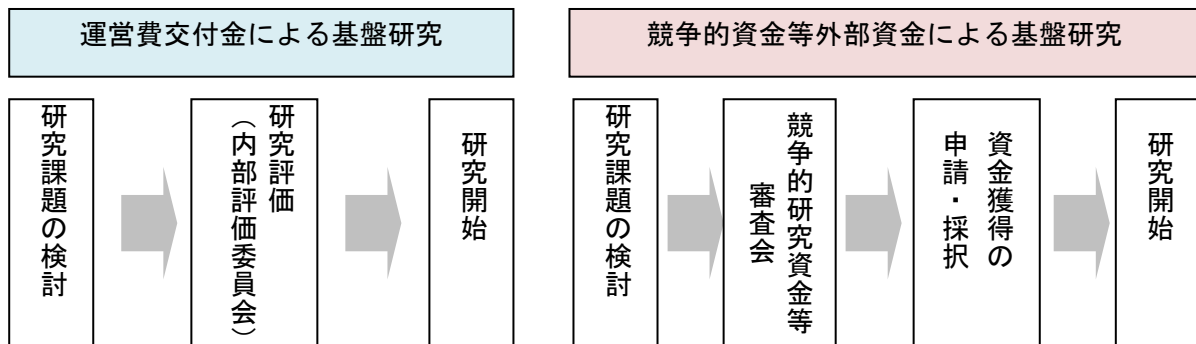 運営費交付金による基盤研究
研究課題の検討
研究評価
（内部評価委員会）
研究開始
競争的資金等外部資金による基盤研究
研究課題の検討
競争的研究資金等
審査会
資金獲得の
申請・採択
研究開始